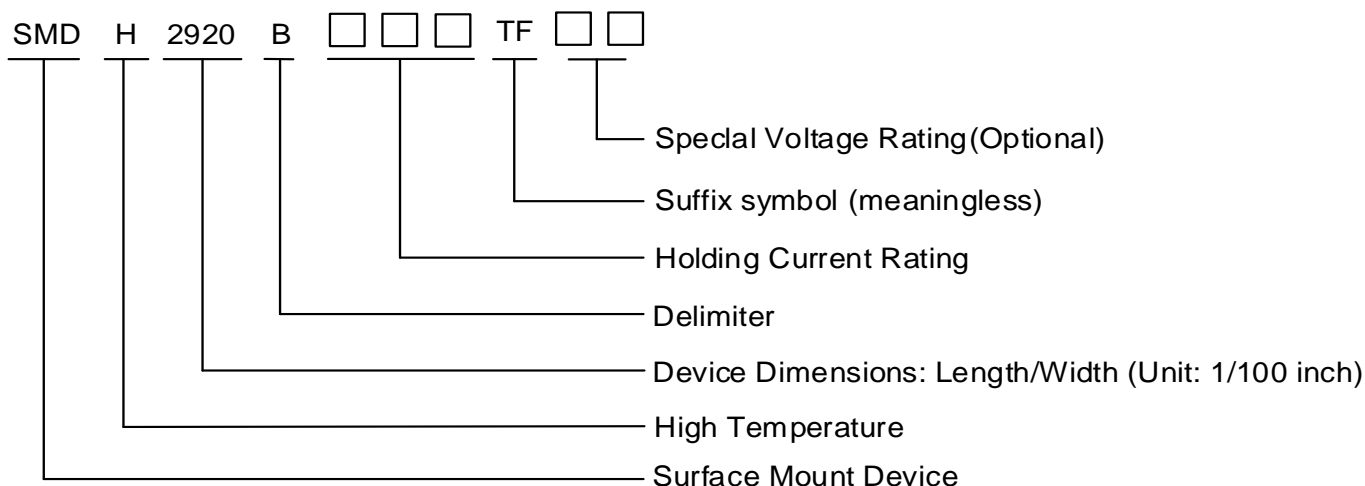 SMD H 2920 B □ □ □ TF □ □
Speclal Voltage Rating(Optional)
Suffix symbol (meaningless)
Holding Current Rating
Delimiter
Device Dimensions: Length/Width (Unit: 1/100 inch)
High Temperature
Surface Mount Device